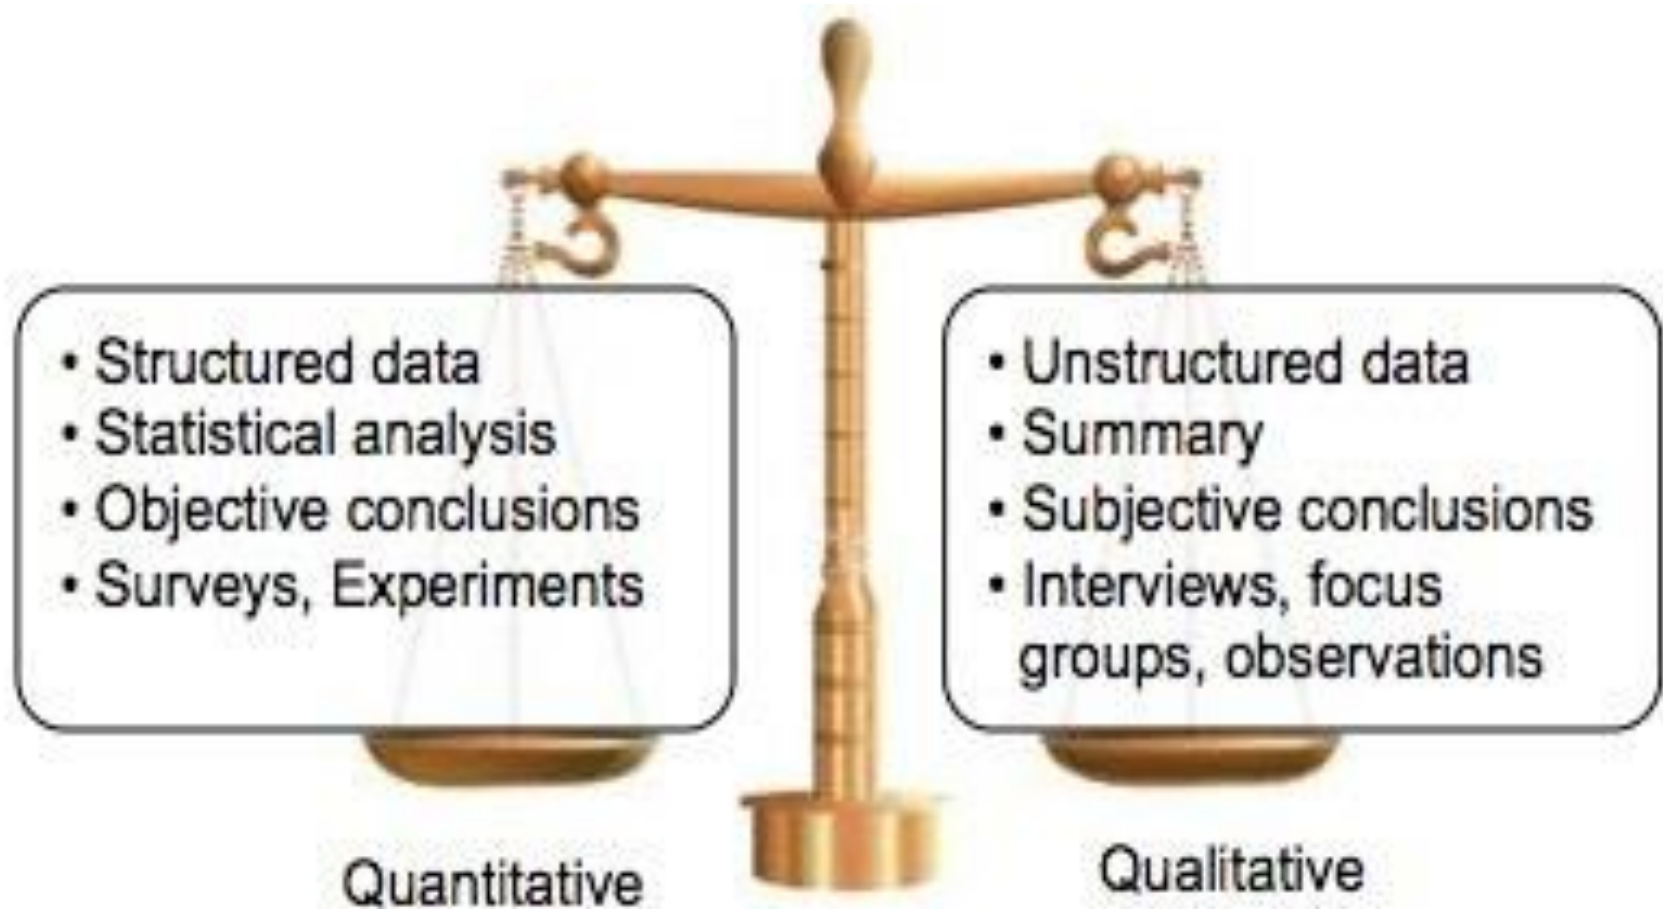 • Structured data
• Statistical analysis
• Objective conclusions
• Surveys, Experiments
Quantitative
• Unstructured data
• Summary
• Subjective conclusions
• Interviews, focus
groups, observations
Qualitative